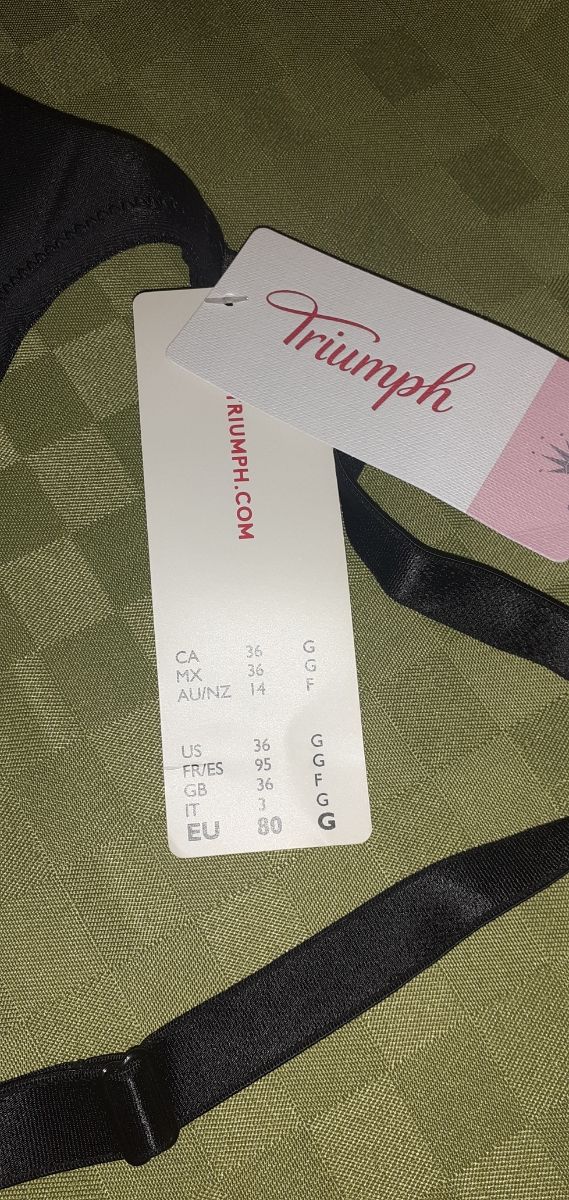 Triumph
TRIUMPH.COM
CA 36 G
MX 36 G
AU/NZ 14 F
US 36 G
FR/ES 95 G
GB 36 F
IT 3 G
EU 80 G